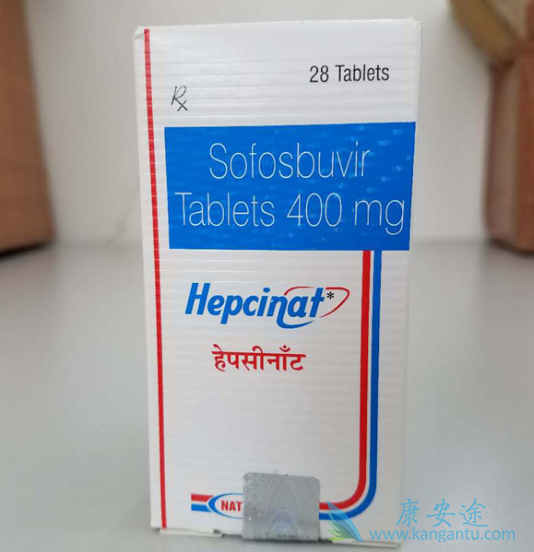 28 Tablets
Rx
Sofosbuvir
Tablets 400 mg
Hepcinat*
हेपसीनॉंट
NAT
康安途
www.kangantu.com